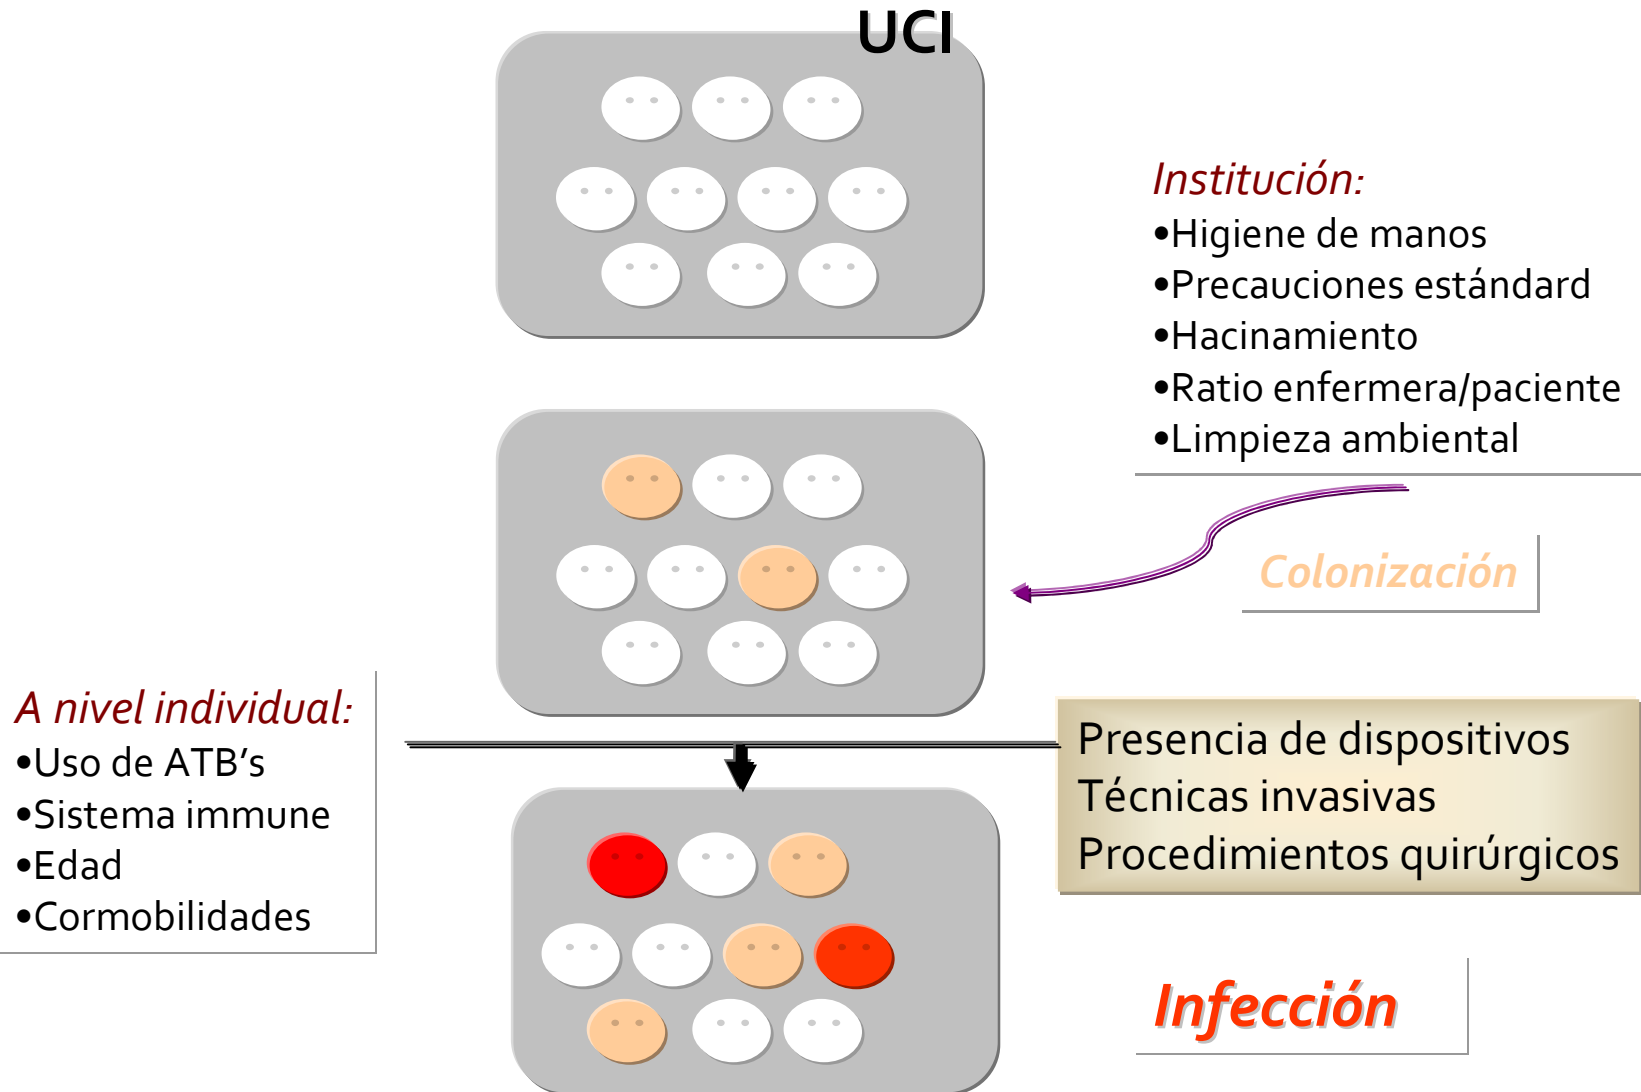 UCI
Institución:
•Higiene de manos
•Precauciones estándard
•Hacinamiento
•Ratio enfermera/paciente
•Limpieza ambiental
Colonización
A nivel individual:
•Uso de ATB’s
•Sistema immune
•Edad
•Cormobilidades
Presencia de dispositivos
Técnicas invasivas
Procedimientos quirúrgicos
Infección